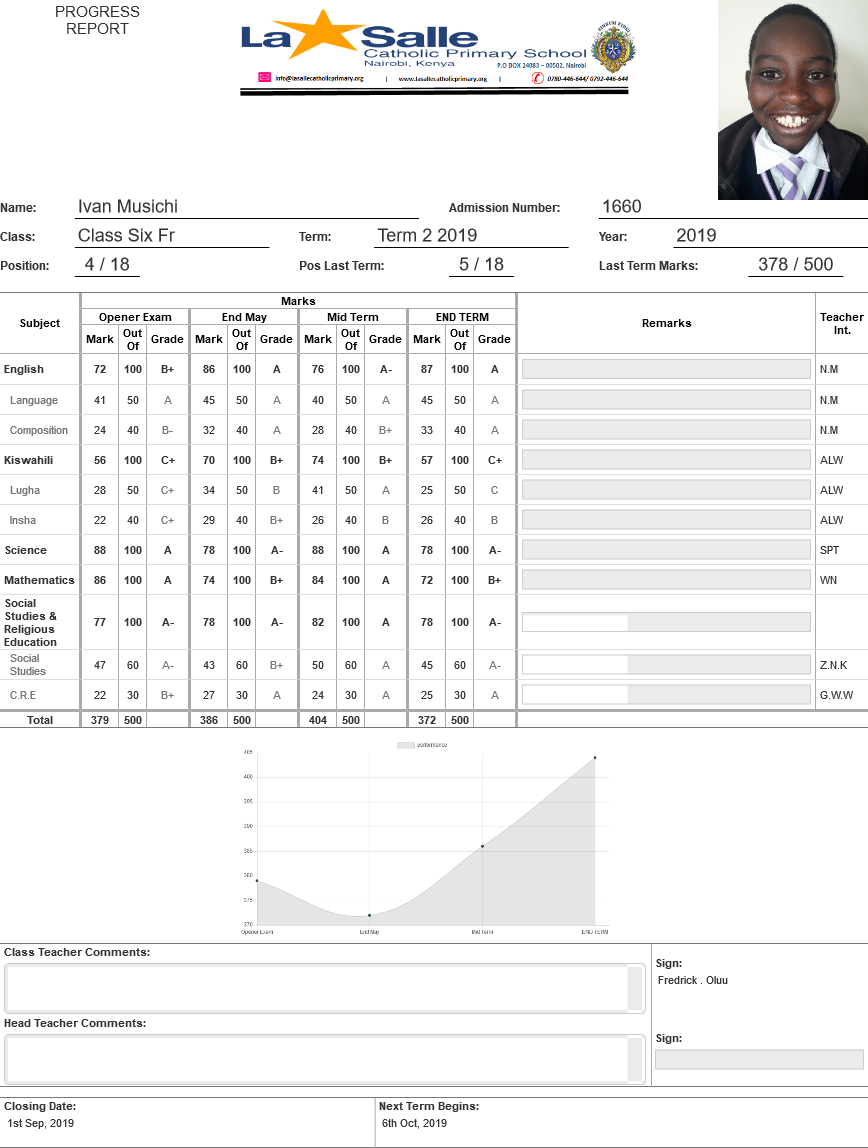 PROGRESS
REPORT
La Salle
Catholic Primary School
Nairobi, Kenya
P.O BOX 24083 – 00502, Nairobi
info@lasallecatholicprimary.org | www.lasallecatholicprimary.org | 0780-446-644/ 0792-446-644
Name: Ivan Musichi Admission Number: 1660
Class: Class Six Fr Term: Term 2 2019 Year: 2019
Position: 4 / 18 Pos Last Term: 5 / 18 Last Term Marks: 378 / 500
Subject Marks Remarks Teacher Int.
Opener Exam End May Mid Term END TERM
Mark Out Of Grade Mark Out Of Grade Mark Out Of Grade Mark Out Of Grade
English 72 100 B+ 86 100 A 76 100 A- 87 100 A N.M
Language 41 50 A 45 50 A 40 50 A 45 50 A N.M
Composition 24 40 B- 32 40 A 28 40 B+ 33 40 A N.M
Kiswahili 56 100 C+ 70 100 B+ 74 100 B+ 57 100 C+ ALW
Lugha 28 50 C+ 34 50 B 41 50 A 25 50 C ALW
Insha 22 40 C+ 29 40 B+ 26 40 B 26 40 B ALW
Science 88 100 A 78 100 A- 88 100 A 78 100 A- SPT
Mathematics 86 100 A 74 100 B+ 84 100 A 72 100 B+ WN
Social
Studies &
Religious
Education 77 100 A- 78 100 A- 82 100 A 78 100 A-
Social
Studies 47 60 A- 43 60 B+ 50 60 A 45 60 A- Z.N.K
C.R.E 22 30 B+ 27 30 A 24 30 A 25 30 A G.W.W
Total 379 500 386 500 404 500 372 500
performance
405
400
395
390
385
380
375
370
Opener Exam End May Mid Term END TERM
Class Teacher Comments:
Sign:
Fredrick . Oluu
Head Teacher Comments:
Sign:
Closing Date: Next Term Begins:
1st Sep, 2019 6th Oct, 2019